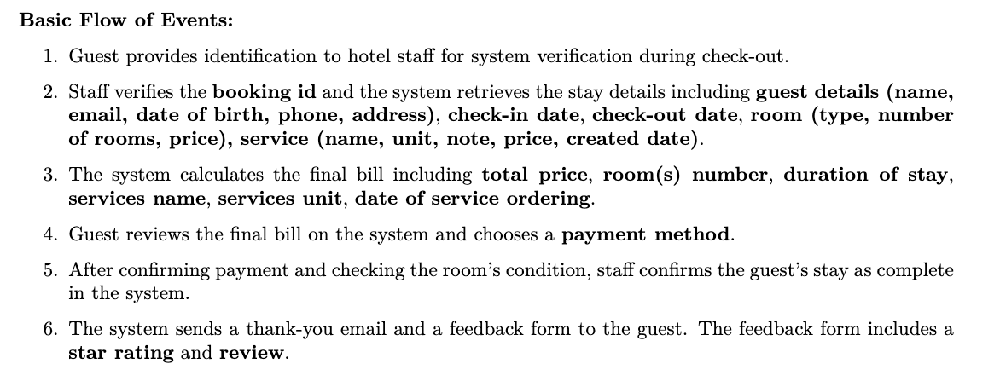 Basic Flow of Events:
1. Guest provides identification to hotel staff for system verification during check-out.
2. Staff verifies the booking id and the system retrieves the stay details including guest details (name,
email, date of birth, phone, address), check-in date, check-out date, room (type, number
of rooms, price), service (name, unit, note, price, created date).
3. The system calculates the final bill including total price, room(s) number, duration of stay,
services name, services unit, date of service ordering.
4. Guest reviews the final bill on the system and chooses a payment method.
5. After confirming payment and checking the room's condition, staff confirms the guest's stay as complete
in the system.
6. The system sends a thank-you email and a feedback form to the guest. The feedback form includes a
star rating and review.